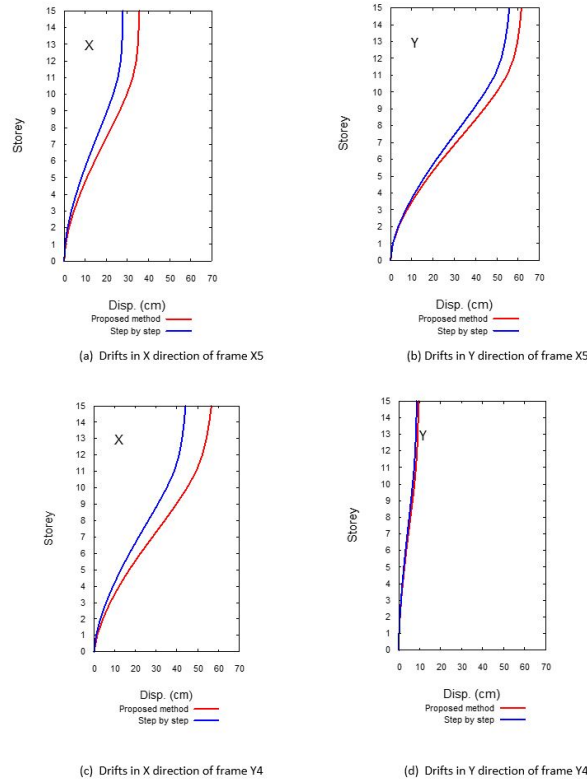 15
14
13
12
11
10
9
8
7
6
5
4
3
2
1
0
Storey
X
0 10 20 30 40 50 60 70
Disp. (cm)
Proposed method
Step by step
(a) Drifts in X direction of frame X5
15
14
13
12
11
10
9
8
7
6
5
4
3
2
1
0
Storey
Y
0 10 20 30 40 50 60 70
Disp. (cm)
Proposed method
Step by step
(b) Drifts in Y direction of frame X5
15
14
13
12
11
10
9
8
7
6
5
4
3
2
1
0
Storey
X
0 10 20 30 40 50 60 70
Disp. (cm)
Proposed method
Step by step
(c) Drifts in X direction of frame Y4
15
14
13
12
11
10
9
8
7
6
5
4
3
2
1
0
Storey
Y
0 10 20 30 40 50 60 70
Disp. (cm)
Proposed method
Step by step
(d) Drifts in Y direction of frame Y4